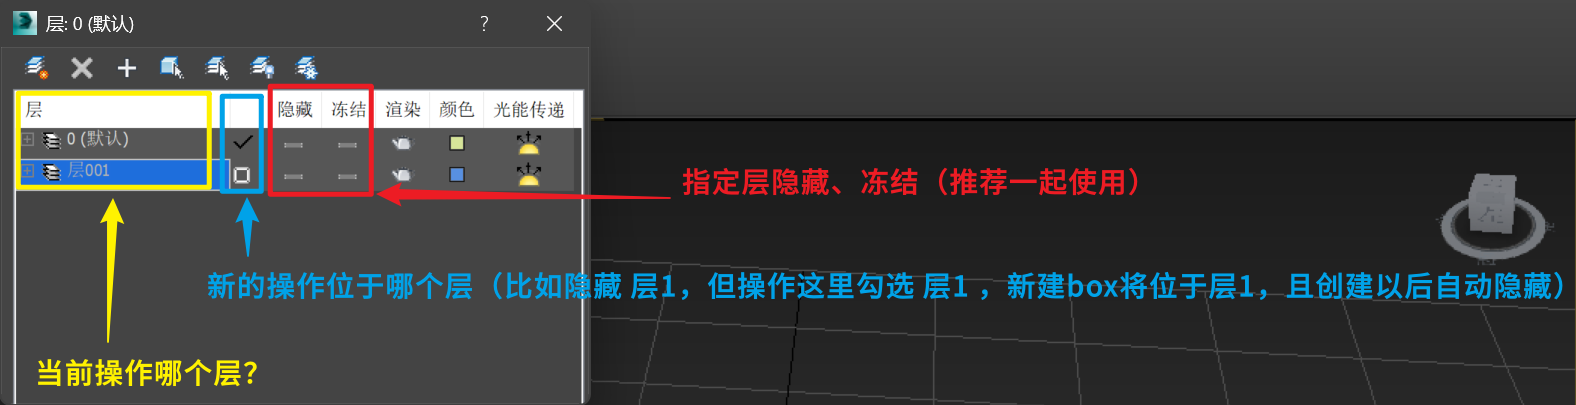 层: 0 (默认)
?
层 隐藏 冻结 渲染 颜色 光能传递
0 (默认)
层001
指定层隐藏、冻结（推荐一起使用）
新的操作位于哪个层（比如隐藏 层1，但操作这里勾选 层1 ，新建box将位于层1，且创建以后自动隐藏）
当前操作哪个层？